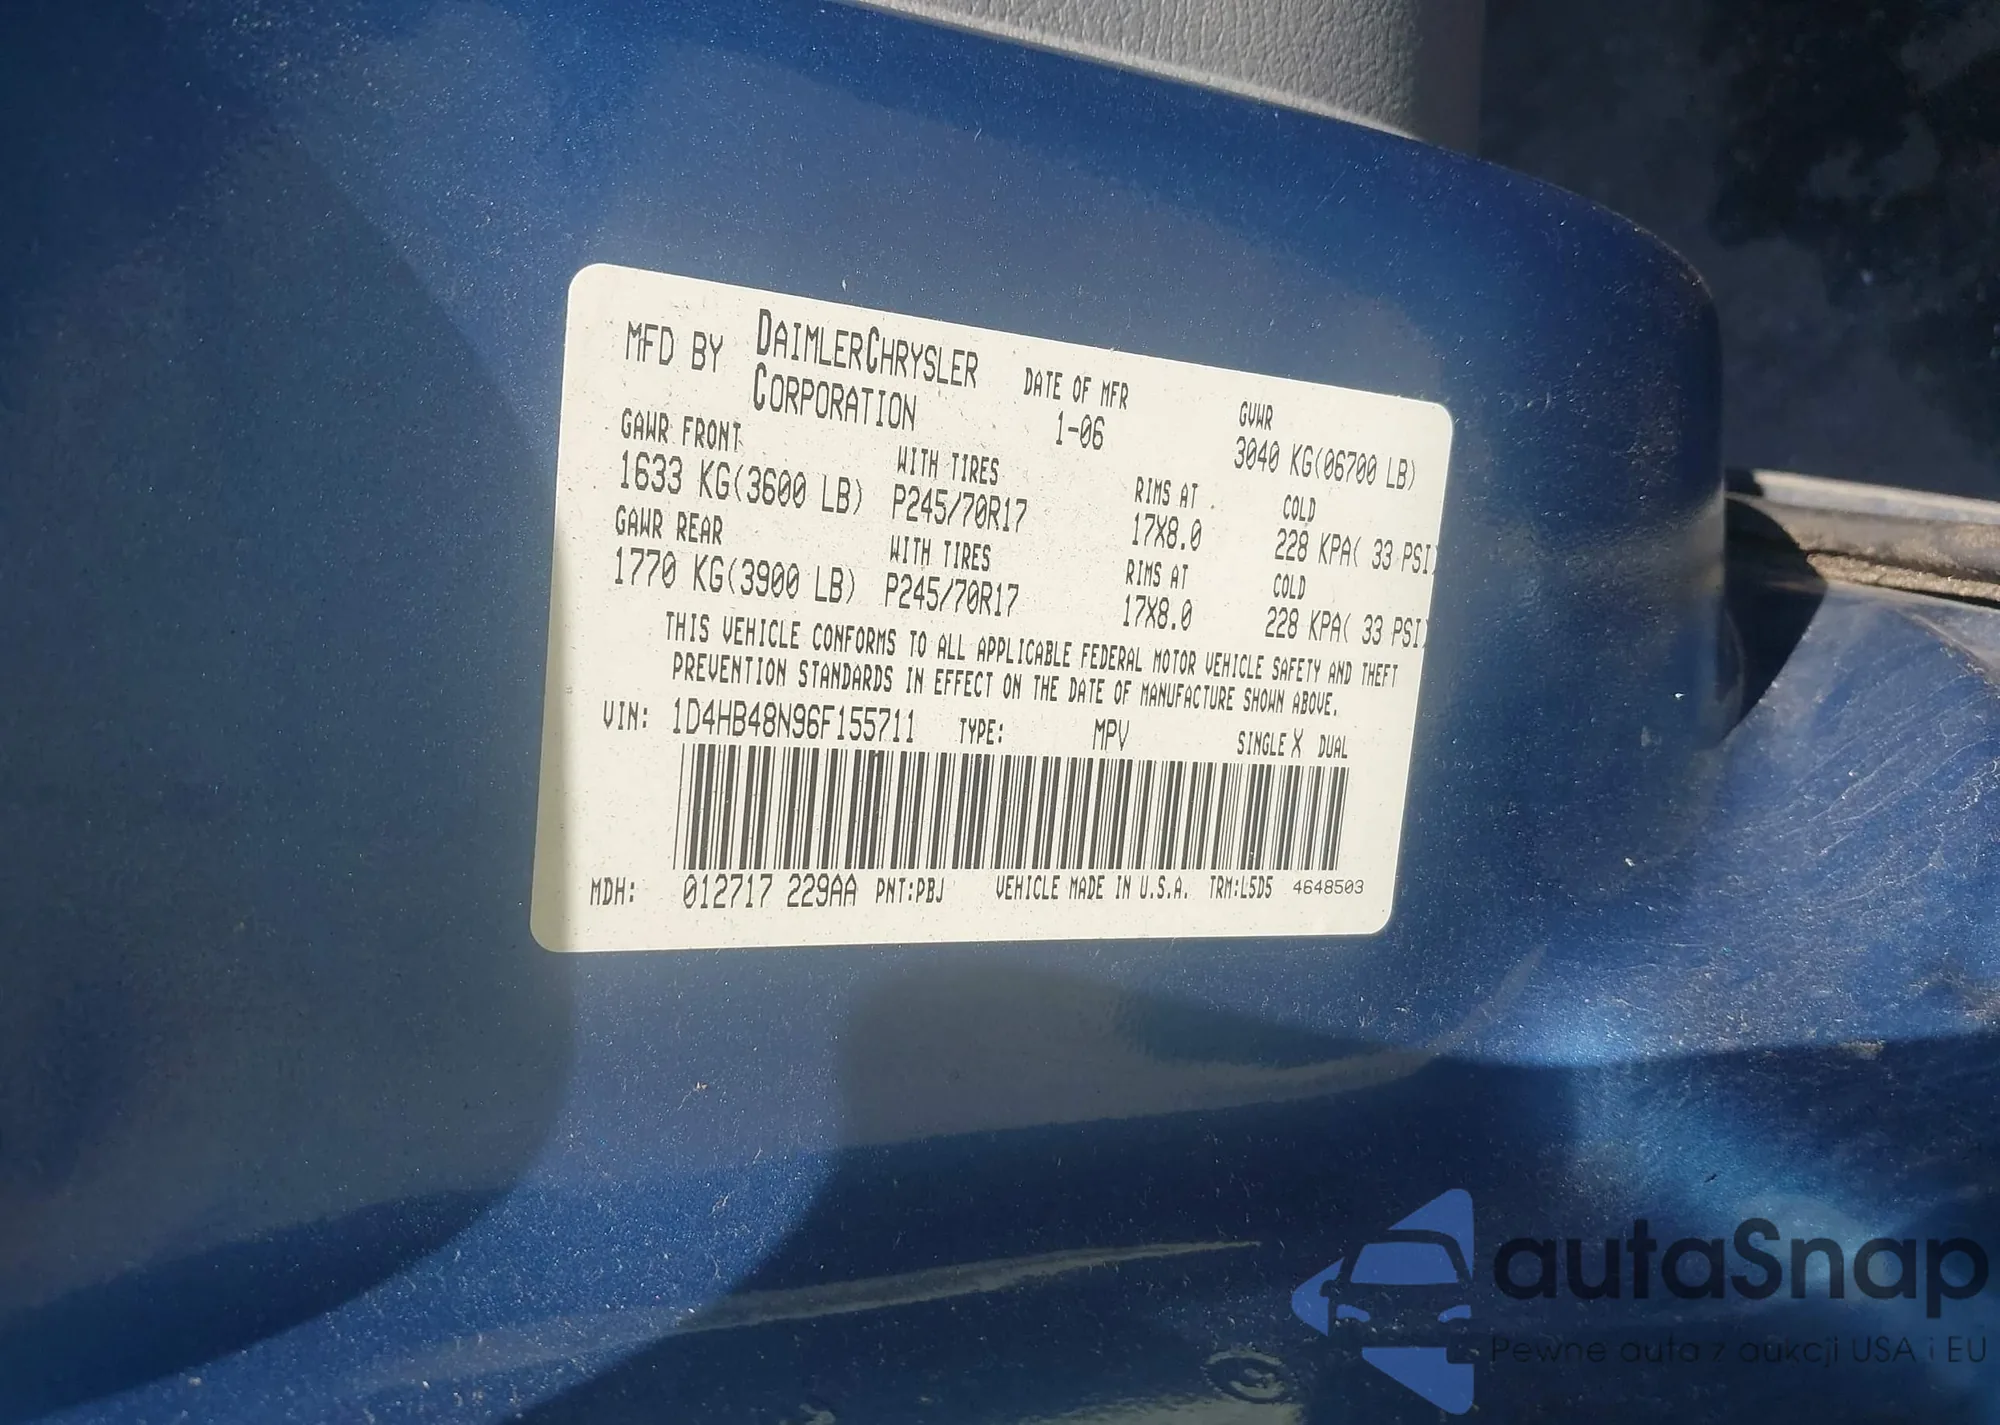 MFD BY DAIMLERCHRYSLER CORPORATION DATE OF MFR 1-06 GVWR 3040 KG(06700 LB)
GAWR FRONT WITH TIRES RIMS AT COLD
1633 KG(3600 LB) P245/70R17 17X8.0 228 KPA( 33 PSI)
GAWR REAR WITH TIRES RIMS AT COLD
1770 KG(3900 LB) P245/70R17 17X8.0 228 KPA( 33 PSI)
THIS VEHICLE CONFORMS TO ALL APPLICABLE FEDERAL MOTOR VEHICLE SAFETY AND THEFT
PREVENTION STANDARDS IN EFFECT ON THE DATE OF MANUFACTURE SHOWN ABOVE.
VIN: 1D4HB48N96F155711 TYPE: MPV SINGLE X DUAL
MDH: 012717 229AA PNT:PBJ VEHICLE MADE IN U.S.A. TRM:L5D5 4648503
autaSnap
Pewne auta z aukcji USA i EU